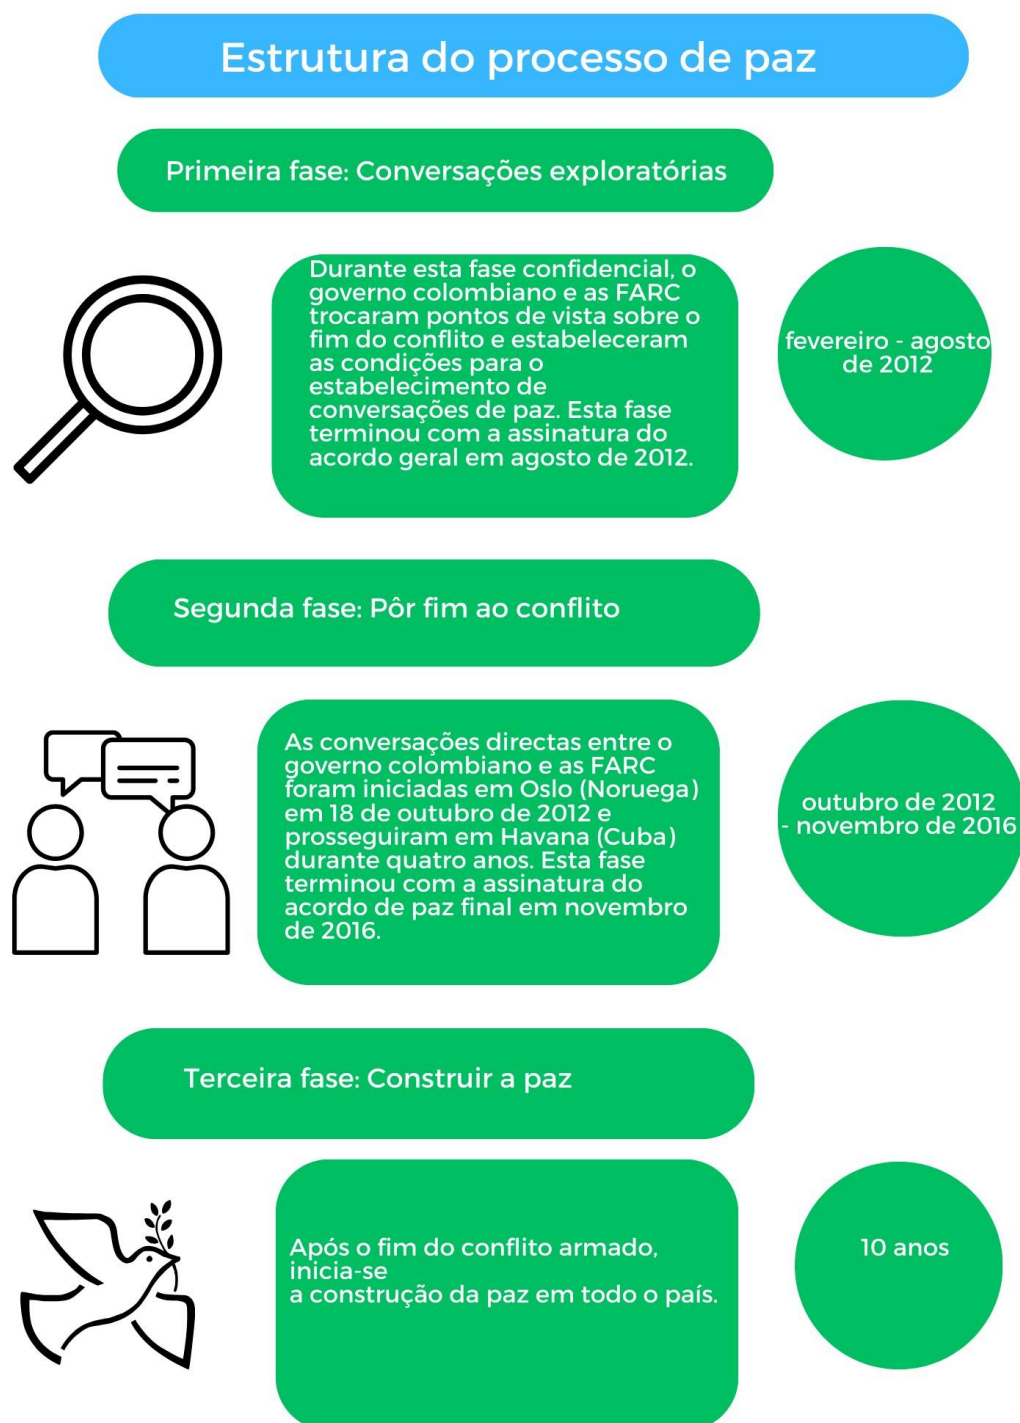 Estrutura do processo de paz
Primeira fase: Conversações exploratórias
Durante esta fase confidencial, o
governo colombiano e as FARC
trocaram pontos de vista sobre o
fim do conflito e estabeleceram
as condições para o
estabelecimento de
conversações de paz. Esta fase
terminou com a assinatura do
acordo geral em agosto de 2012.
fevereiro - agosto
de 2012
Segunda fase: Pôr fim ao conflito
As conversações directas entre o
governo colombiano e as FARC
foram iniciadas em Oslo (Noruega)
em 18 de outubro de 2012 e
prosseguiram em Havana (Cuba)
durante quatro anos. Esta fase
terminou com a assinatura do
acordo de paz final em novembro
de 2016.
outubro de 2012
- novembro de 2016
Terceira fase: Construir a paz
Após o fim do conflito armado,
inicia-se
a construção da paz em todo o país.
10 anos